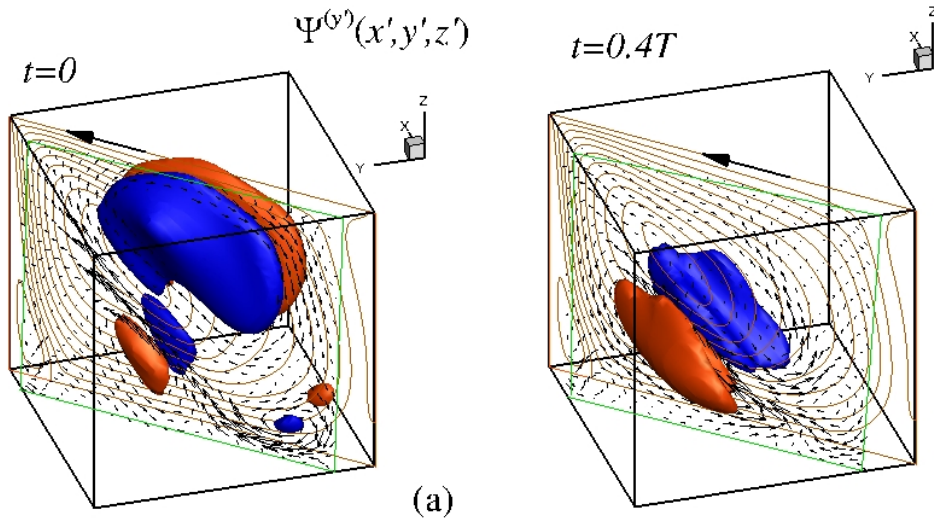 Ψ^(y')(x',y',z')
t=0
t=0.4T
Z
X
Y
Z
X
Y
(a)